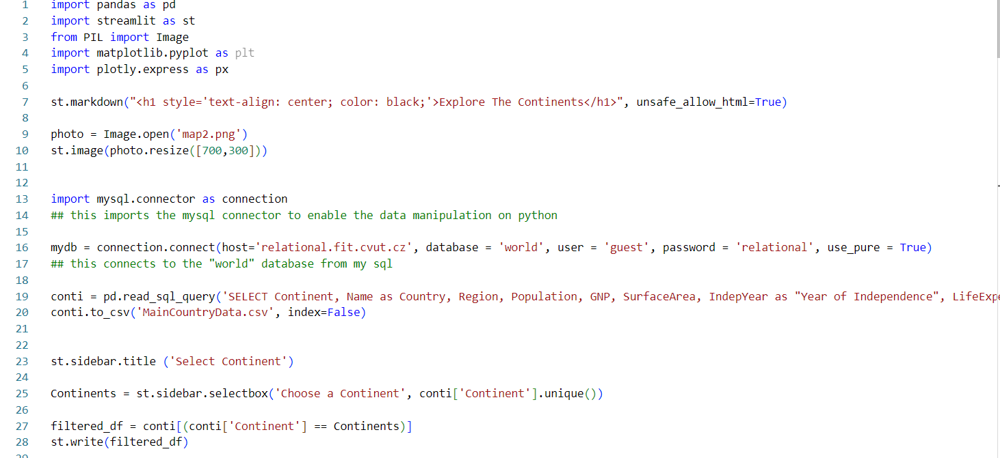 1 import pandas as pd
2 import streamlit as st
3 from PIL import Image
4 import matplotlib.pyplot as plt
5 import plotly.express as px
6
7 st.markdown("<h1 style='text-align: center; color: black;'>Explore The Continents</h1>", unsafe_allow_html=True)
8
9 photo = Image.open('map2.png')
10 st.image(photo.resize([700,300]))
11
12
13 import mysql.connector as connection
14 ## this imports the mysql connector to enable the data manipulation on python
15
16 mydb = connection.connect(host='relational.fit.cvut.cz', database = 'world', user = 'guest', password = 'relational', use_pure = True)
17 ## this connects to the "world" database from my sql
18
19 conti = pd.read_sql_query('SELECT Continent, Name as Country, Region, Population, GNP, SurfaceArea, IndepYear as "Year of Independence", LifeExpe
20 conti.to_csv('MainCountryData.csv', index=False)
21
22
23 st.sidebar.title ('Select Continent')
24
25 Continents = st.sidebar.selectbox('Choose a Continent', conti['Continent'].unique())
26
27 filtered_df = conti[(conti['Continent'] == Continents)]
28 st.write(filtered_df)
29